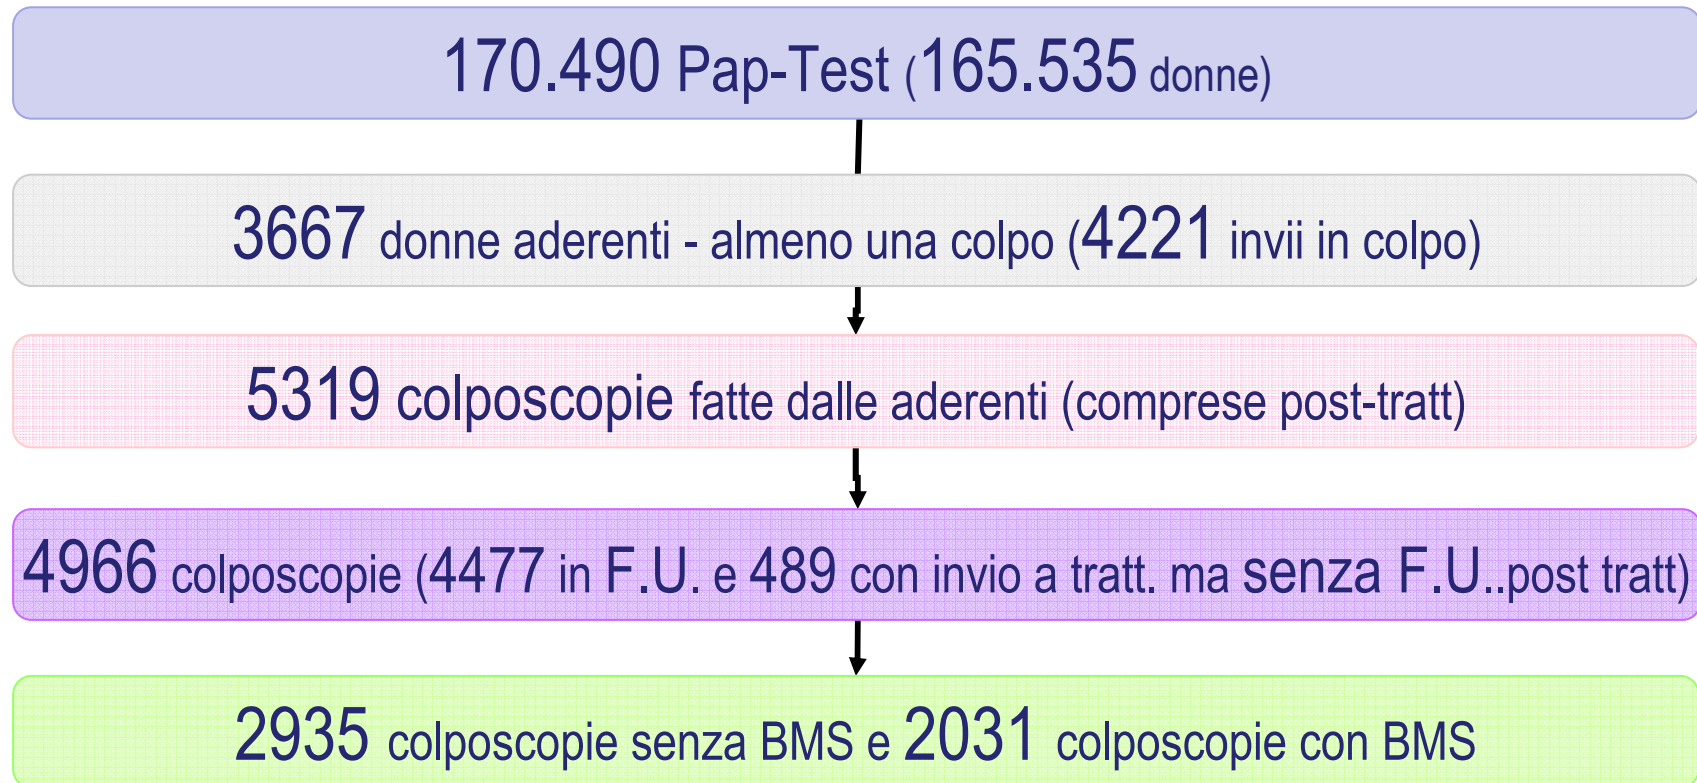 170.490 Pap-Test (165.535 donne)
3667 donne aderenti - almeno una colpo (4221 invii in colpo)
5319 colposcopie fatte dalle aderenti (comprese post-tratt)
4966 colposcopie (4477 in F.U. e 489 con invio a tratt. ma senza F.U..post tratt)
2935 colposcopie senza BMS e 2031 colposcopie con BMS